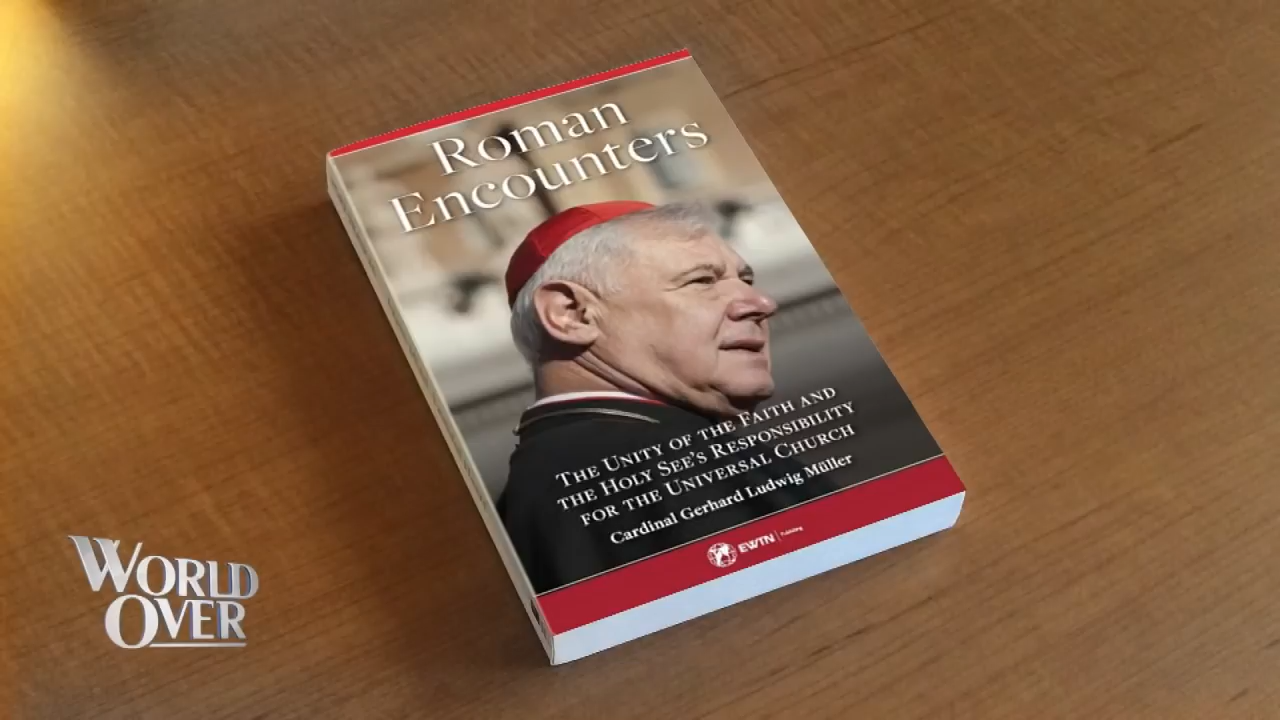 Roman
Encounters
The Unity of the Faith and
the Holy See's Responsibility
for the Universal Church
Cardinal Gerhard Ludwig Müller
EWTN | Publishing
World
Over